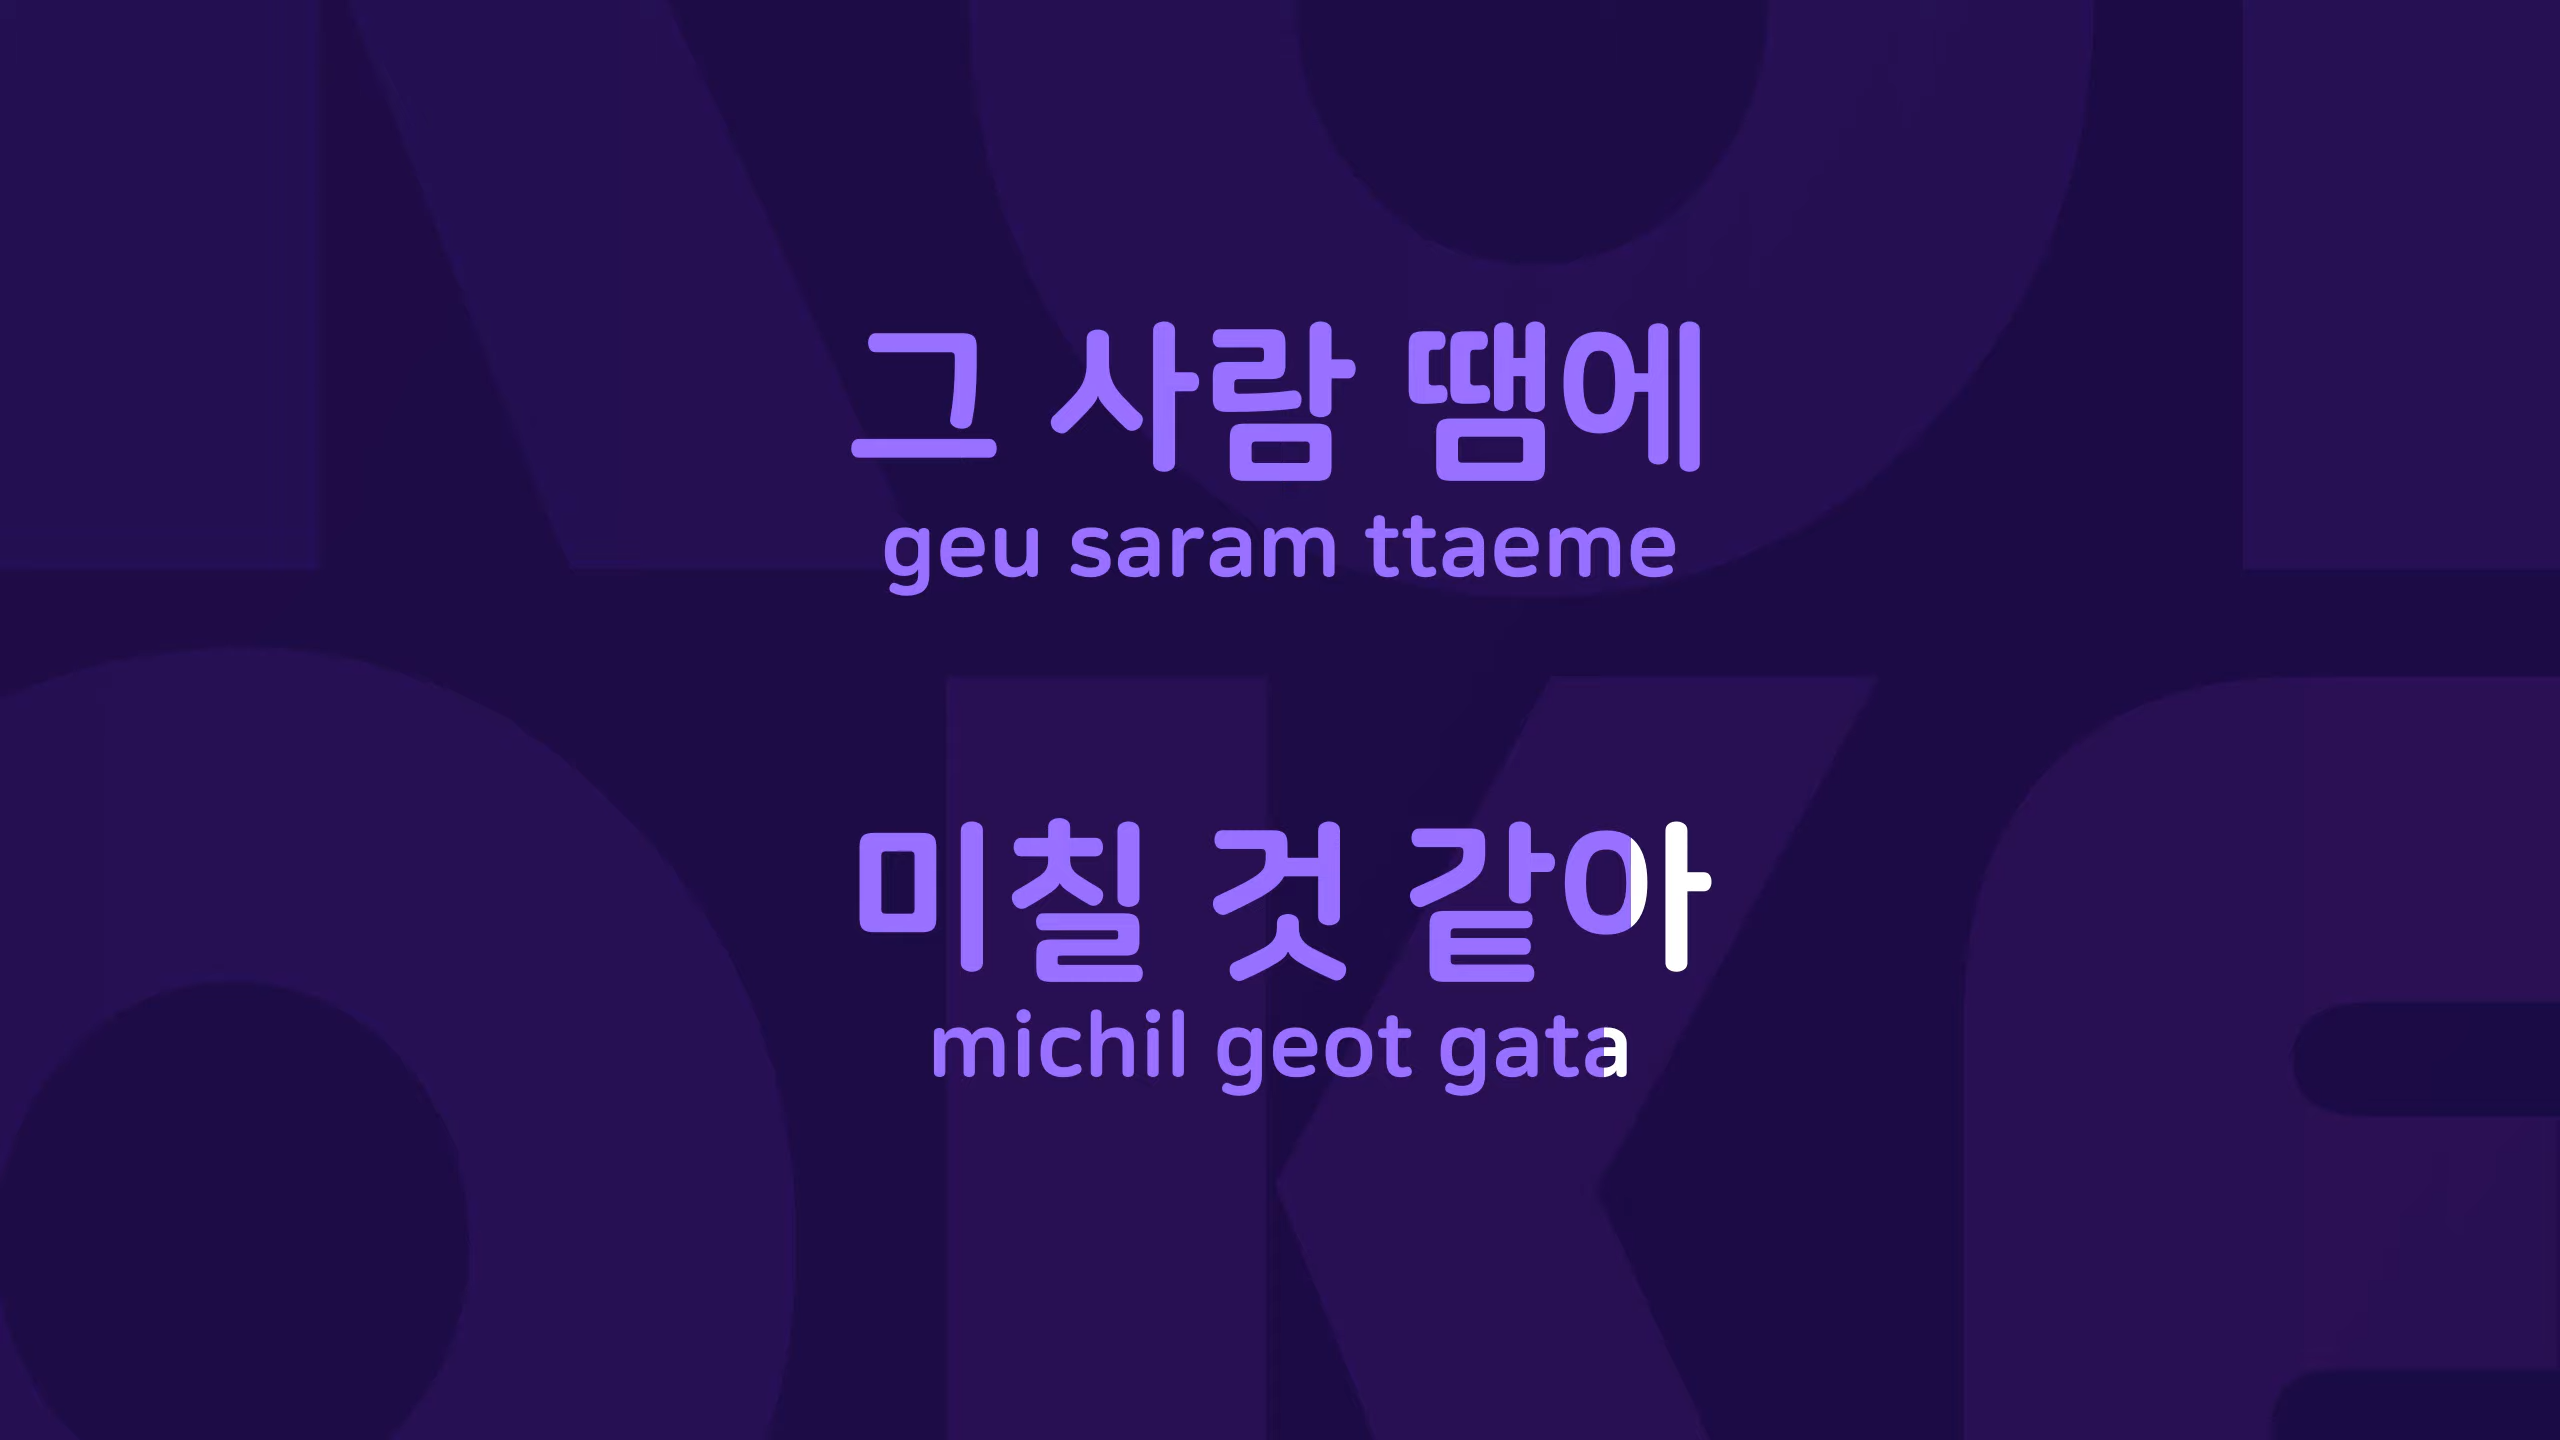 그 사람 땜에
geu saram ttaeme
미칠 것 같아
michil geot gata